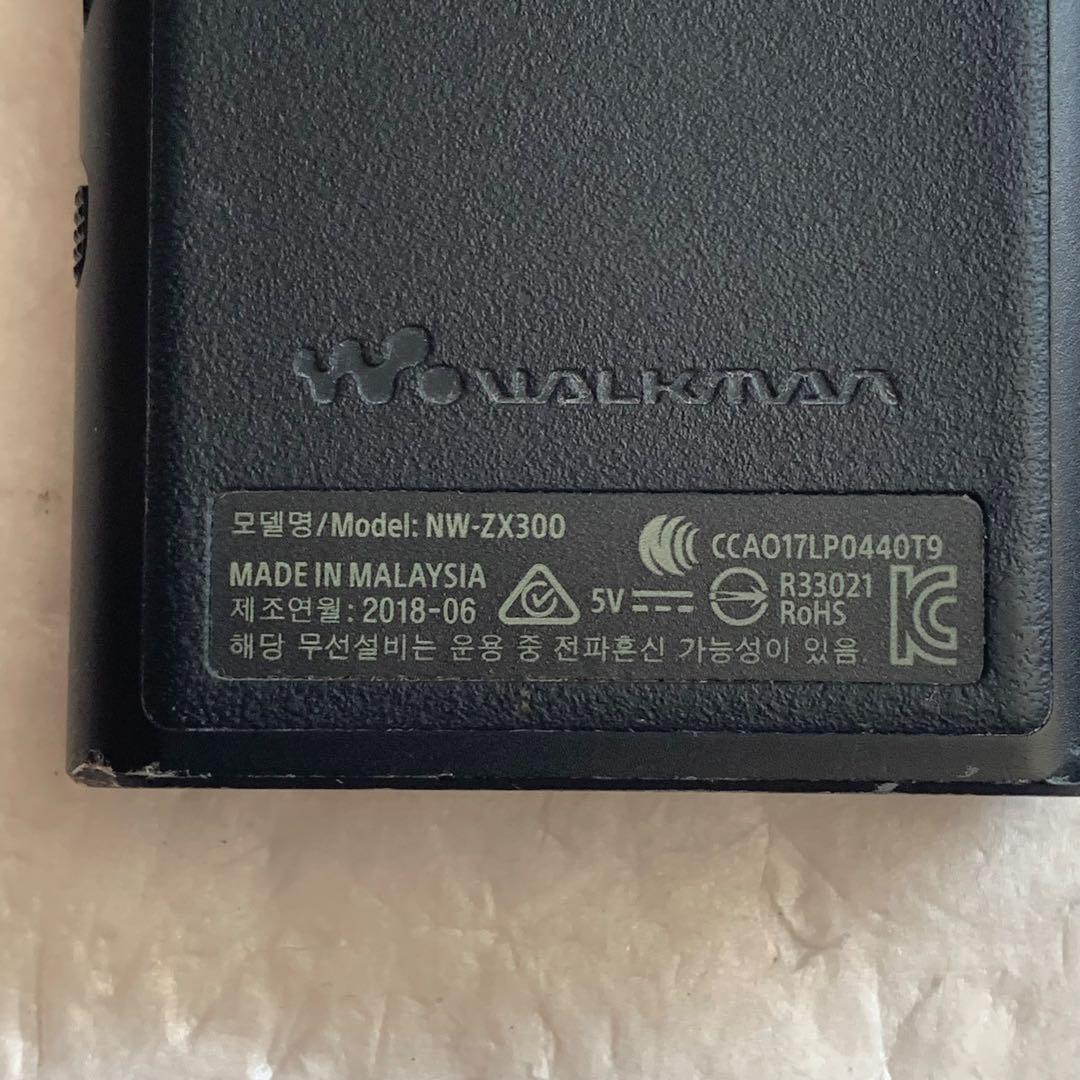 WALKMAN
모델명/Model: NW-ZX300
CCAO17LP0440T9
MADE IN MALAYSIA
제조연월: 2018-06
5V
R33021
RoHS
해당 무선설비는 운용 중 전파혼신 가능성이 있음.